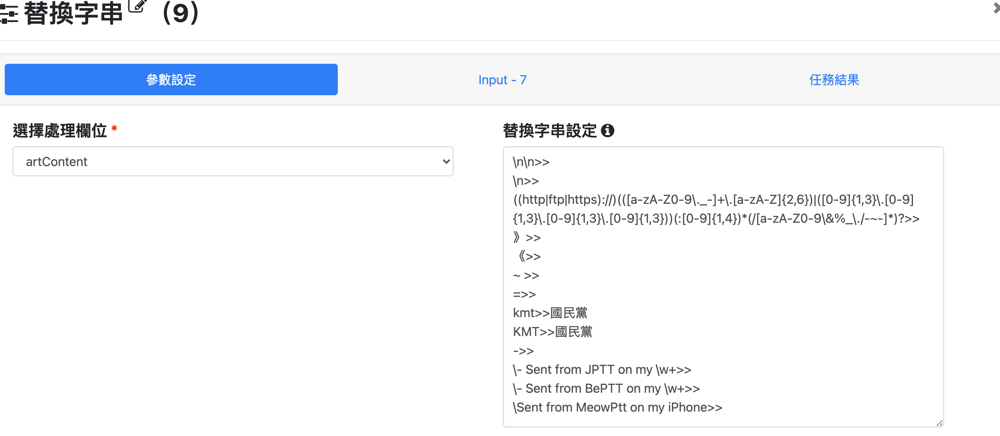 替換字串 (9)
參數設定
Input - 7
任務結果
選擇處理欄位 *
artContent
替換字串設定
\n\n>>
\n>>
((http|ftp|https)://)(([a-zA-Z0-9\._-]+\.[a-zA-Z]{2,6})|([0-9]{1,3}\.[0-9]
{1,3}\.[0-9]{1,3}\.[0-9]{1,3}))(:[0-9]{1,4})*(/[a-zA-Z0-9\&%_\./-~-]*)?>>
》>>
《>>
~ >>
=>>
kmt>>國民黨
KMT>>國民黨
->>
\- Sent from JPTT on my \w+>>
\- Sent from BePTT on my \w+>>
\Sent from MeowPtt on my iPhone>>